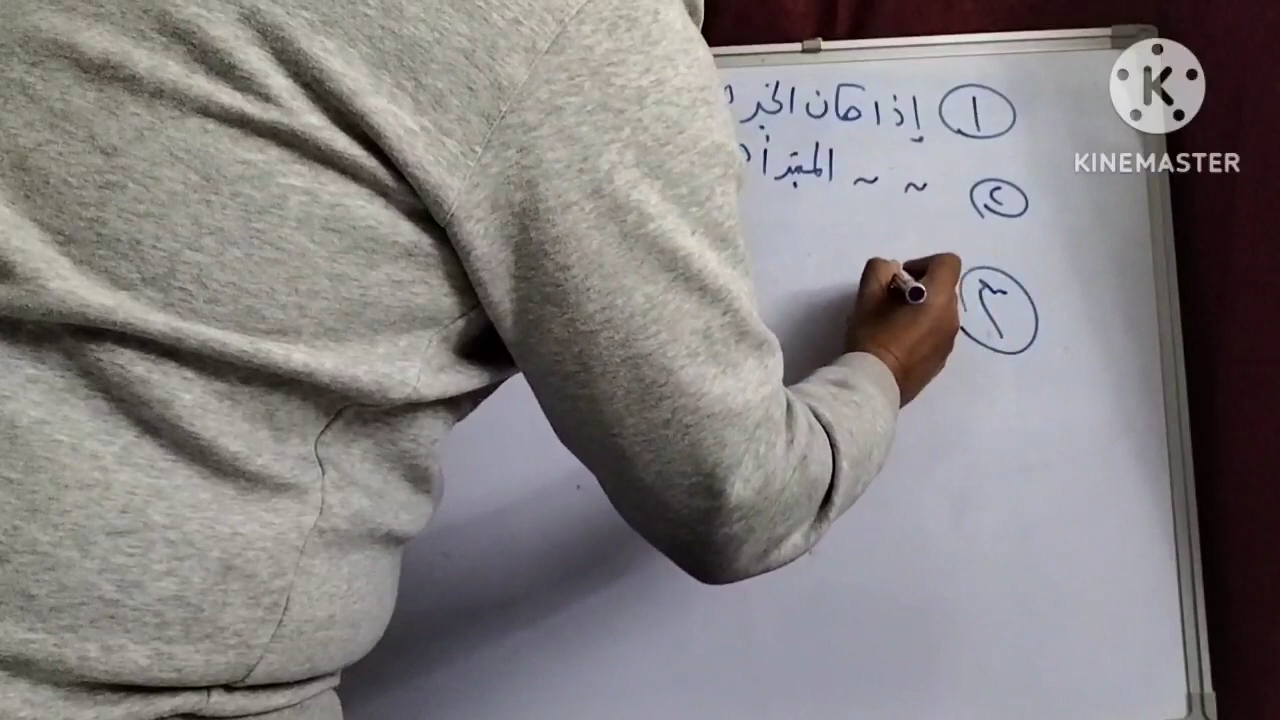 ١ إذا كان الخبر
٢ ~ ~ المبتدأ
٣
K
KINEMASTER